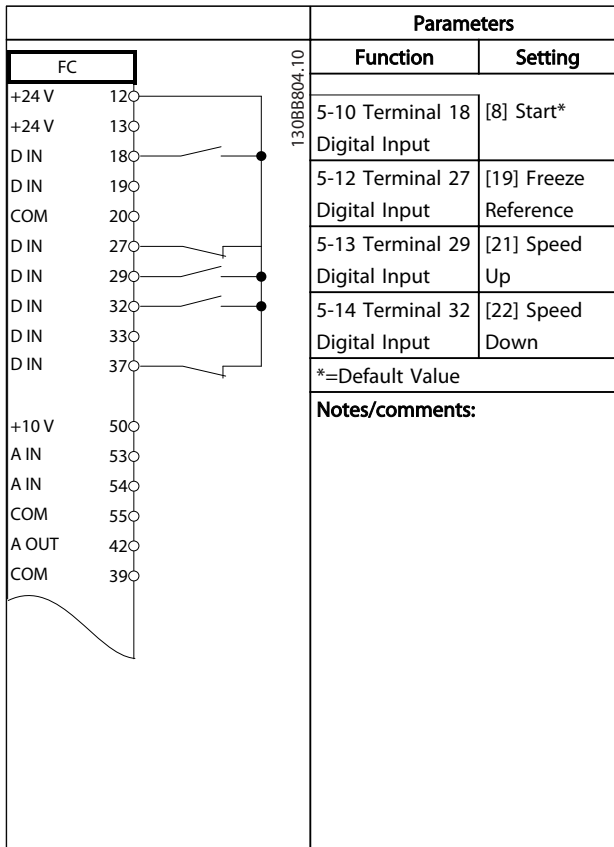 FC
+24 V 12
+24 V 13
D IN 18
D IN 19
COM 20
D IN 27
D IN 29
D IN 32
D IN 33
D IN 37
+10 V 50
A IN 53
A IN 54
COM 55
A OUT 42
COM 39
130BB804.10
Parameters
Function Setting
5-10 Terminal 18 [8] Start*
Digital Input
5-12 Terminal 27 [19] Freeze
Digital Input Reference
5-13 Terminal 29 [21] Speed
Digital Input Up
5-14 Terminal 32 [22] Speed
Digital Input Down
*=Default Value
Notes/comments: